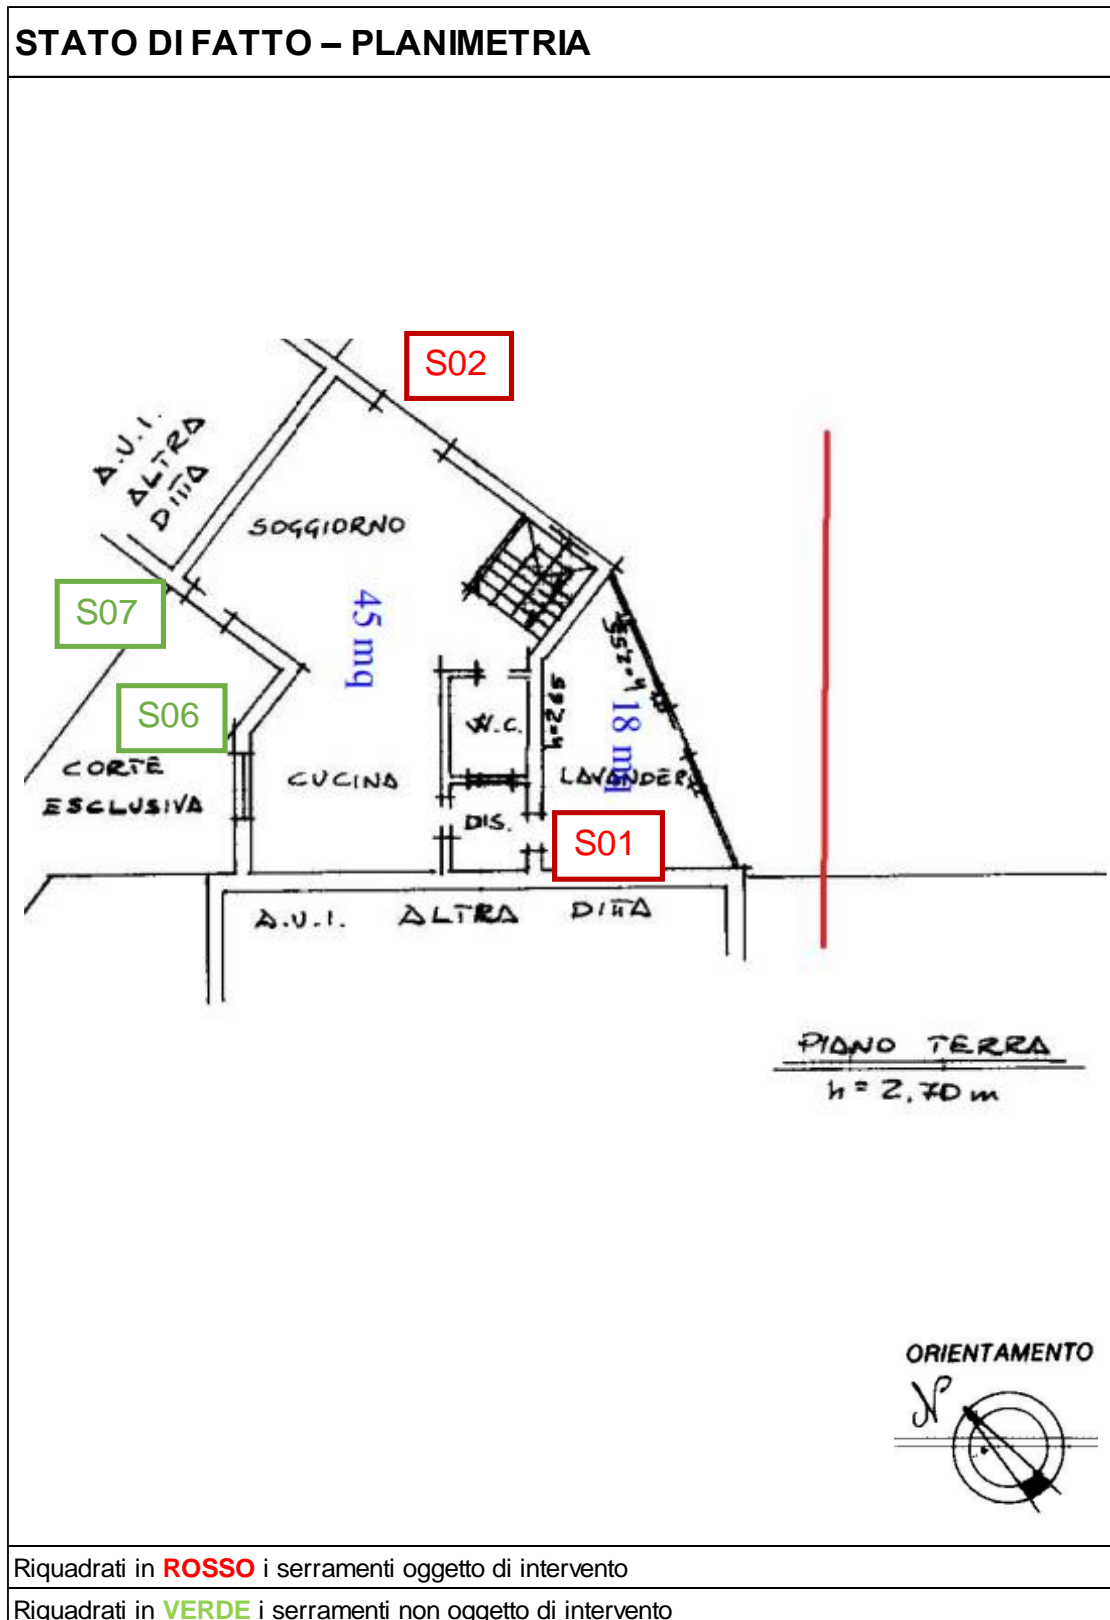 STATO DI FATTO – PLANIMETRIA
S02
A.U.I.
ALTRA
DITTA
SOGGIORNO
S07
45 mq
h=2,55
S06
W.C.
h=2,65
18 mq
CORTE
ESCLUSIVA
CUCINA
LAVANDERIA
DIS.
S01
A.U.I. ALTRA DITTA
PIANO TERRA
h = 2,70 m
ORIENTAMENTO
N
Riquadrati in ROSSO i serramenti oggetto di intervento
Riquadrati in VERDE i serramenti non oggetto di intervento